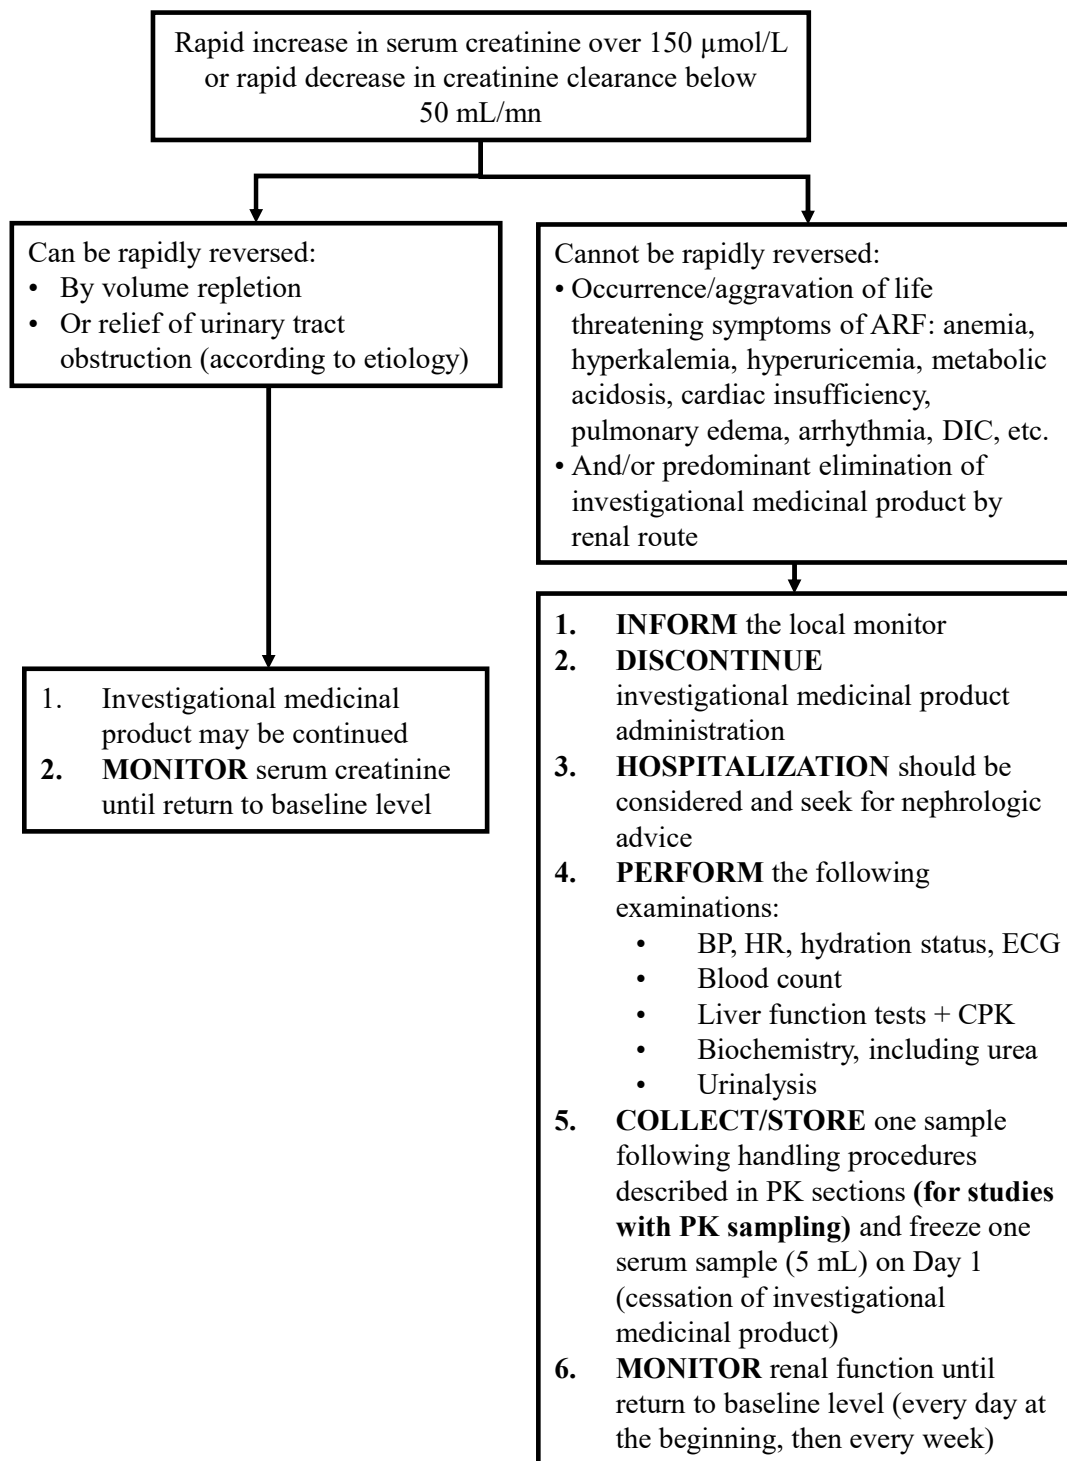 Rapid increase in serum creatinine over 150 µmol/L
or rapid decrease in creatinine clearance below
50 mL/mn
Can be rapidly reversed:
• By volume repletion
• Or relief of urinary tract
obstruction (according to etiology)
Cannot be rapidly reversed:
• Occurrence/aggravation of life
threatening symptoms of ARF: anemia,
hyperkalemia, hyperuricemia, metabolic
acidosis, cardiac insufficiency,
pulmonary edema, arrhythmia, DIC, etc.
• And/or predominant elimination of
investigational medicinal product by
renal route
1. Investigational medicinal
product may be continued
2. MONITOR serum creatinine
until return to baseline level
1. INFORM the local monitor
2. DISCONTINUE
investigational medicinal product
administration
3. HOSPITALIZATION should be
considered and seek for nephrologic
advice
4. PERFORM the following
examinations:
• BP, HR, hydration status, ECG
• Blood count
• Liver function tests + CPK
• Biochemistry, including urea
• Urinalysis
5. COLLECT/STORE one sample
following handling procedures
described in PK sections (for studies
with PK sampling) and freeze one
serum sample (5 mL) on Day 1
(cessation of investigational
medicinal product)
6. MONITOR renal function until
return to baseline level (every day at
the beginning, then every week)